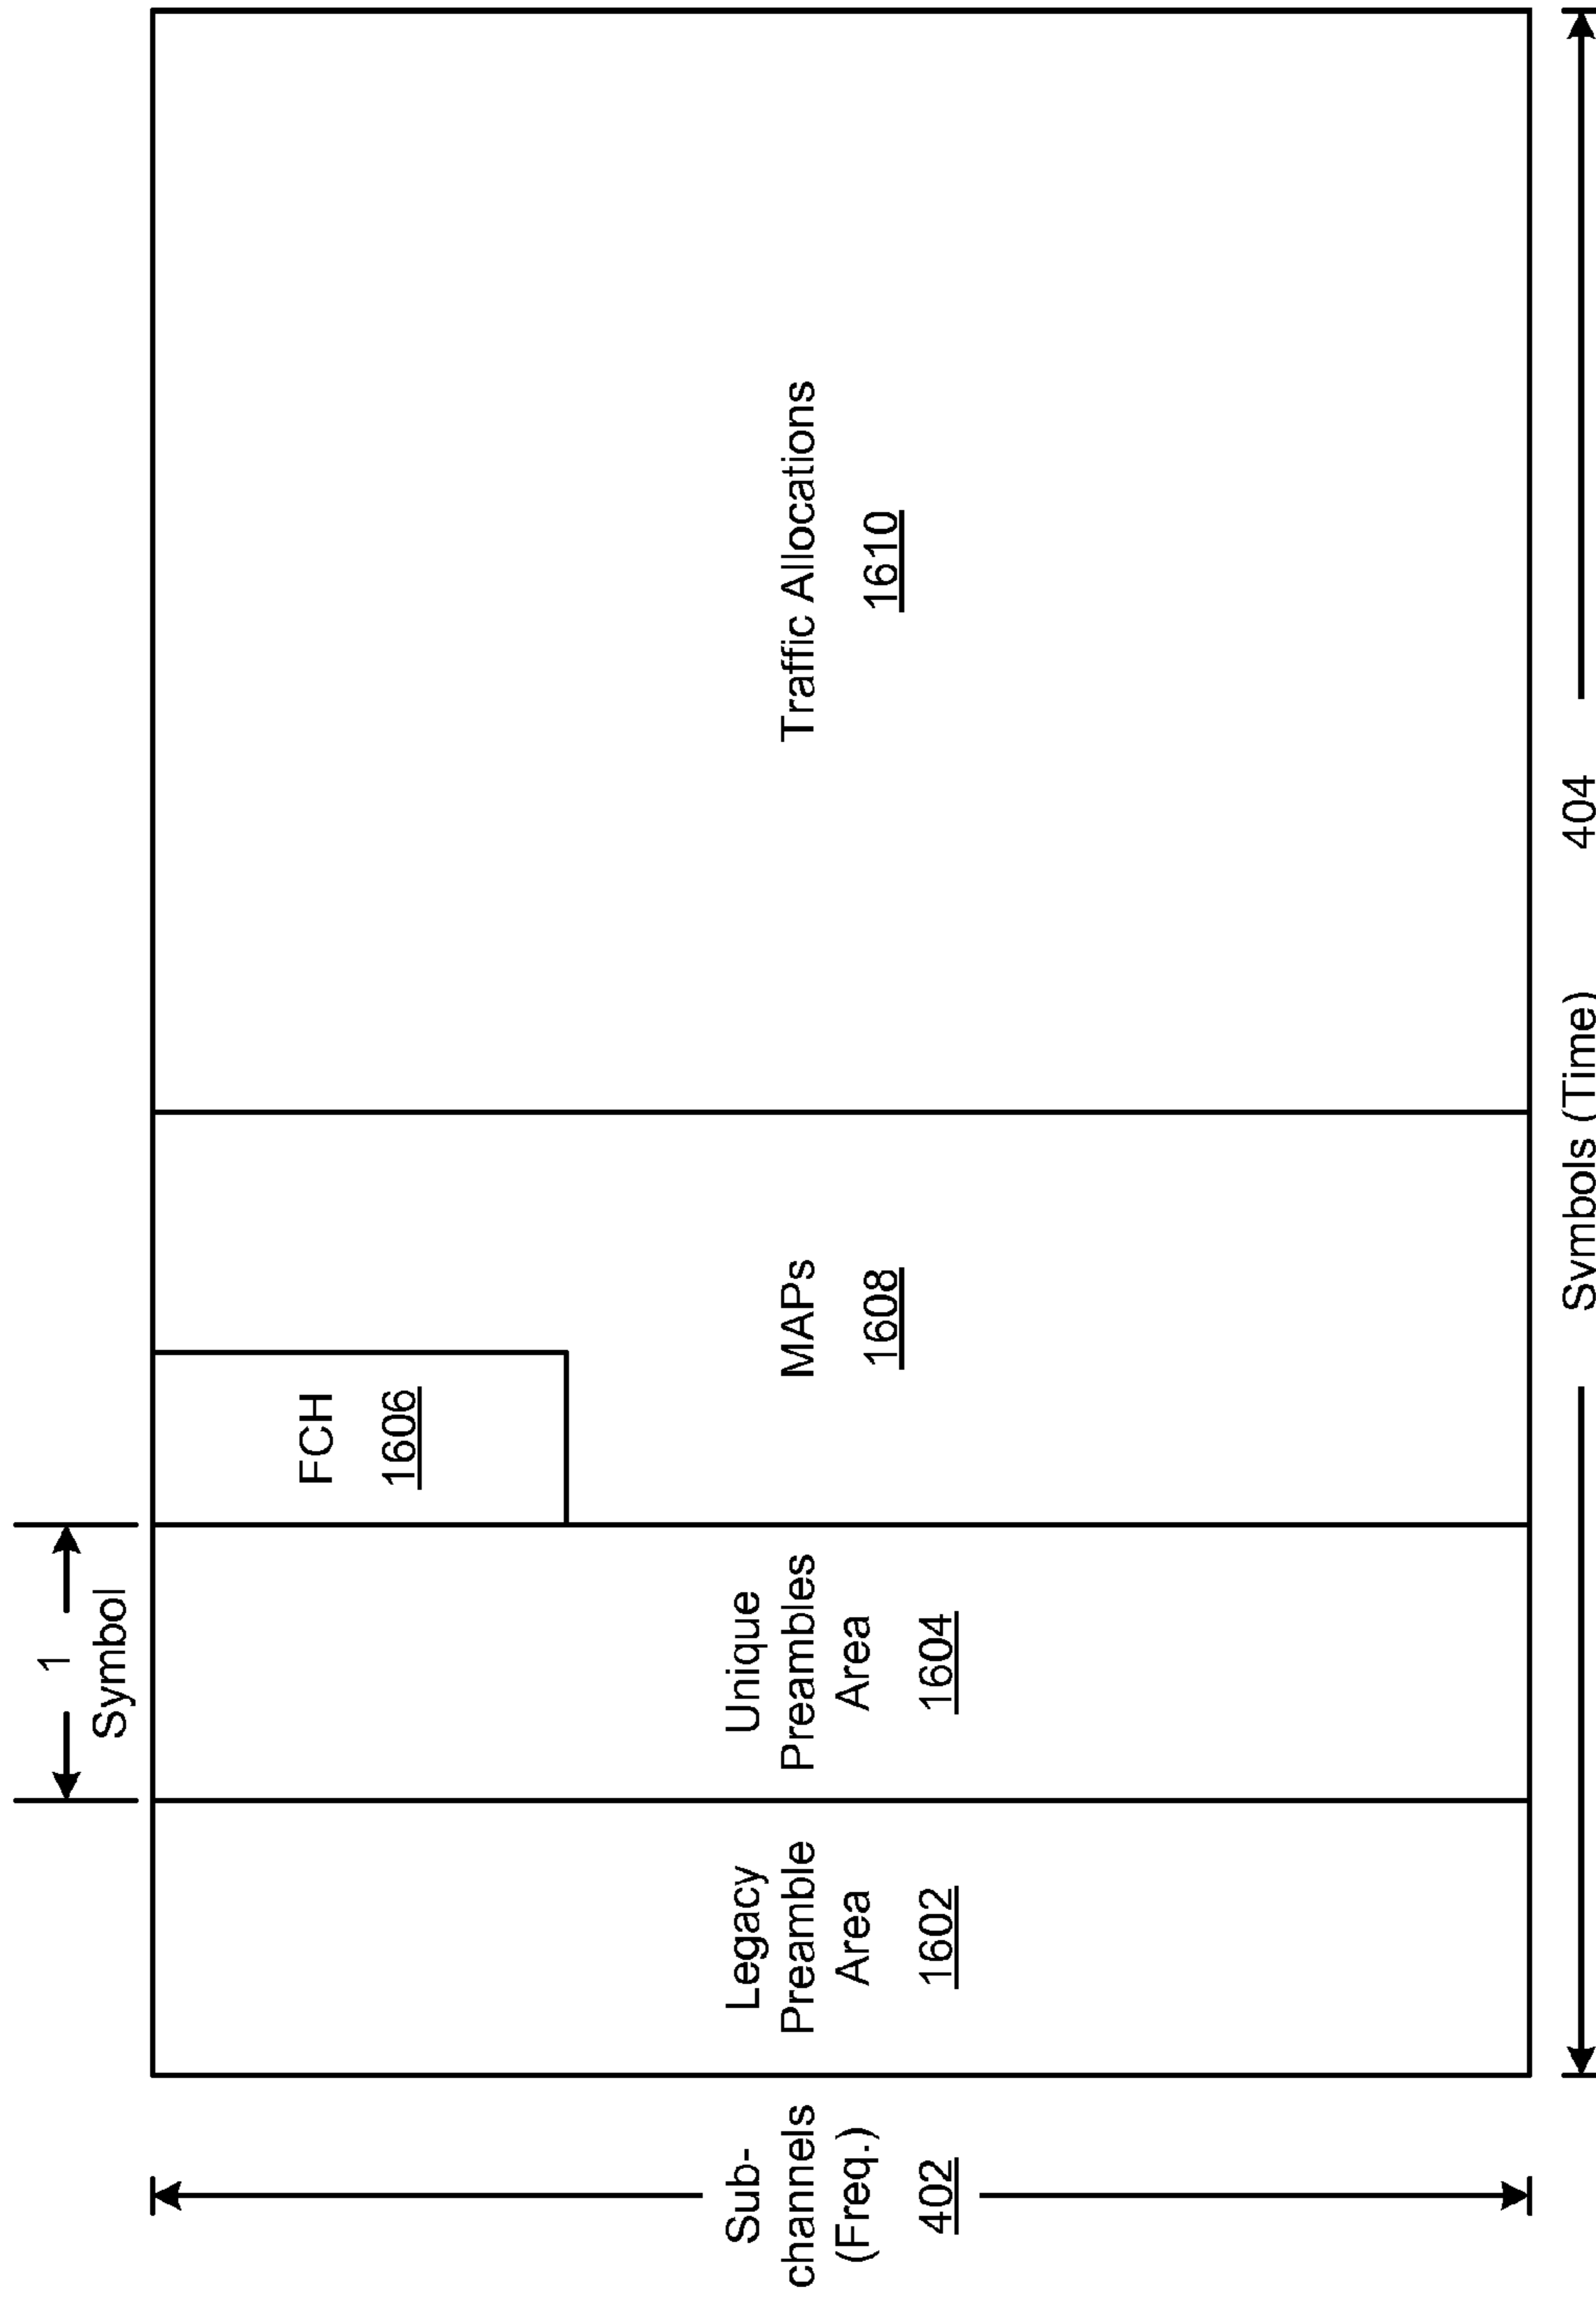 1
Symbol
Sub-
channels
(Freq.)
402
Legacy
Preamble
Area
1602
Unique
Preambles
Area
1604
FCH
1606
MAPs
1608
Traffic Allocations
1610
Symbols (Time)
404